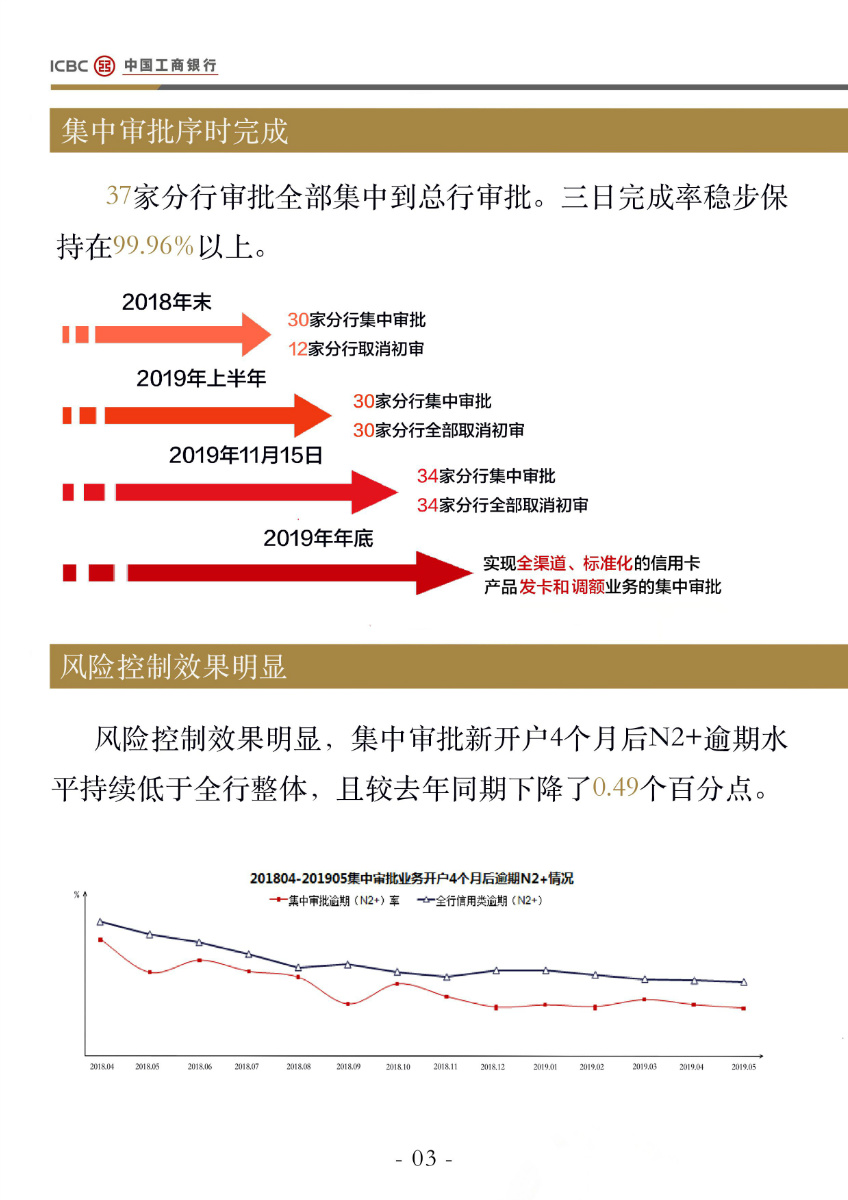 ICBC 中国工商银行
集中审批序时完成
37家分行审批全部集中到总行审批。三日完成率稳步保
持在99.96%以上。
2018年末
30家分行集中审批
12家分行取消初审
2019年上半年
30家分行集中审批
30家分行全部取消初审
2019年11月15日
34家分行集中审批
34家分行全部取消初审
2019年年底
实现全渠道、标准化的信用卡
产品发卡和调额业务的集中审批
风险控制效果明显
风险控制效果明显，集中审批新开户4个月后N2+逾期水
平持续低于全行整体，且较去年同期下降了0.49个百分点。
201804-201905集中审批业务开户4个月后逾期N2+情况
集中审批逾期（N2+）率 全行信用类逾期（N2+）
%
2018.04 2018.05 2018.06 2018.07 2018.08 2018.09 2018.10 2018.11 2018.12 2019.01 2019.02 2019.03 2019.04 2019.05
- 03 -